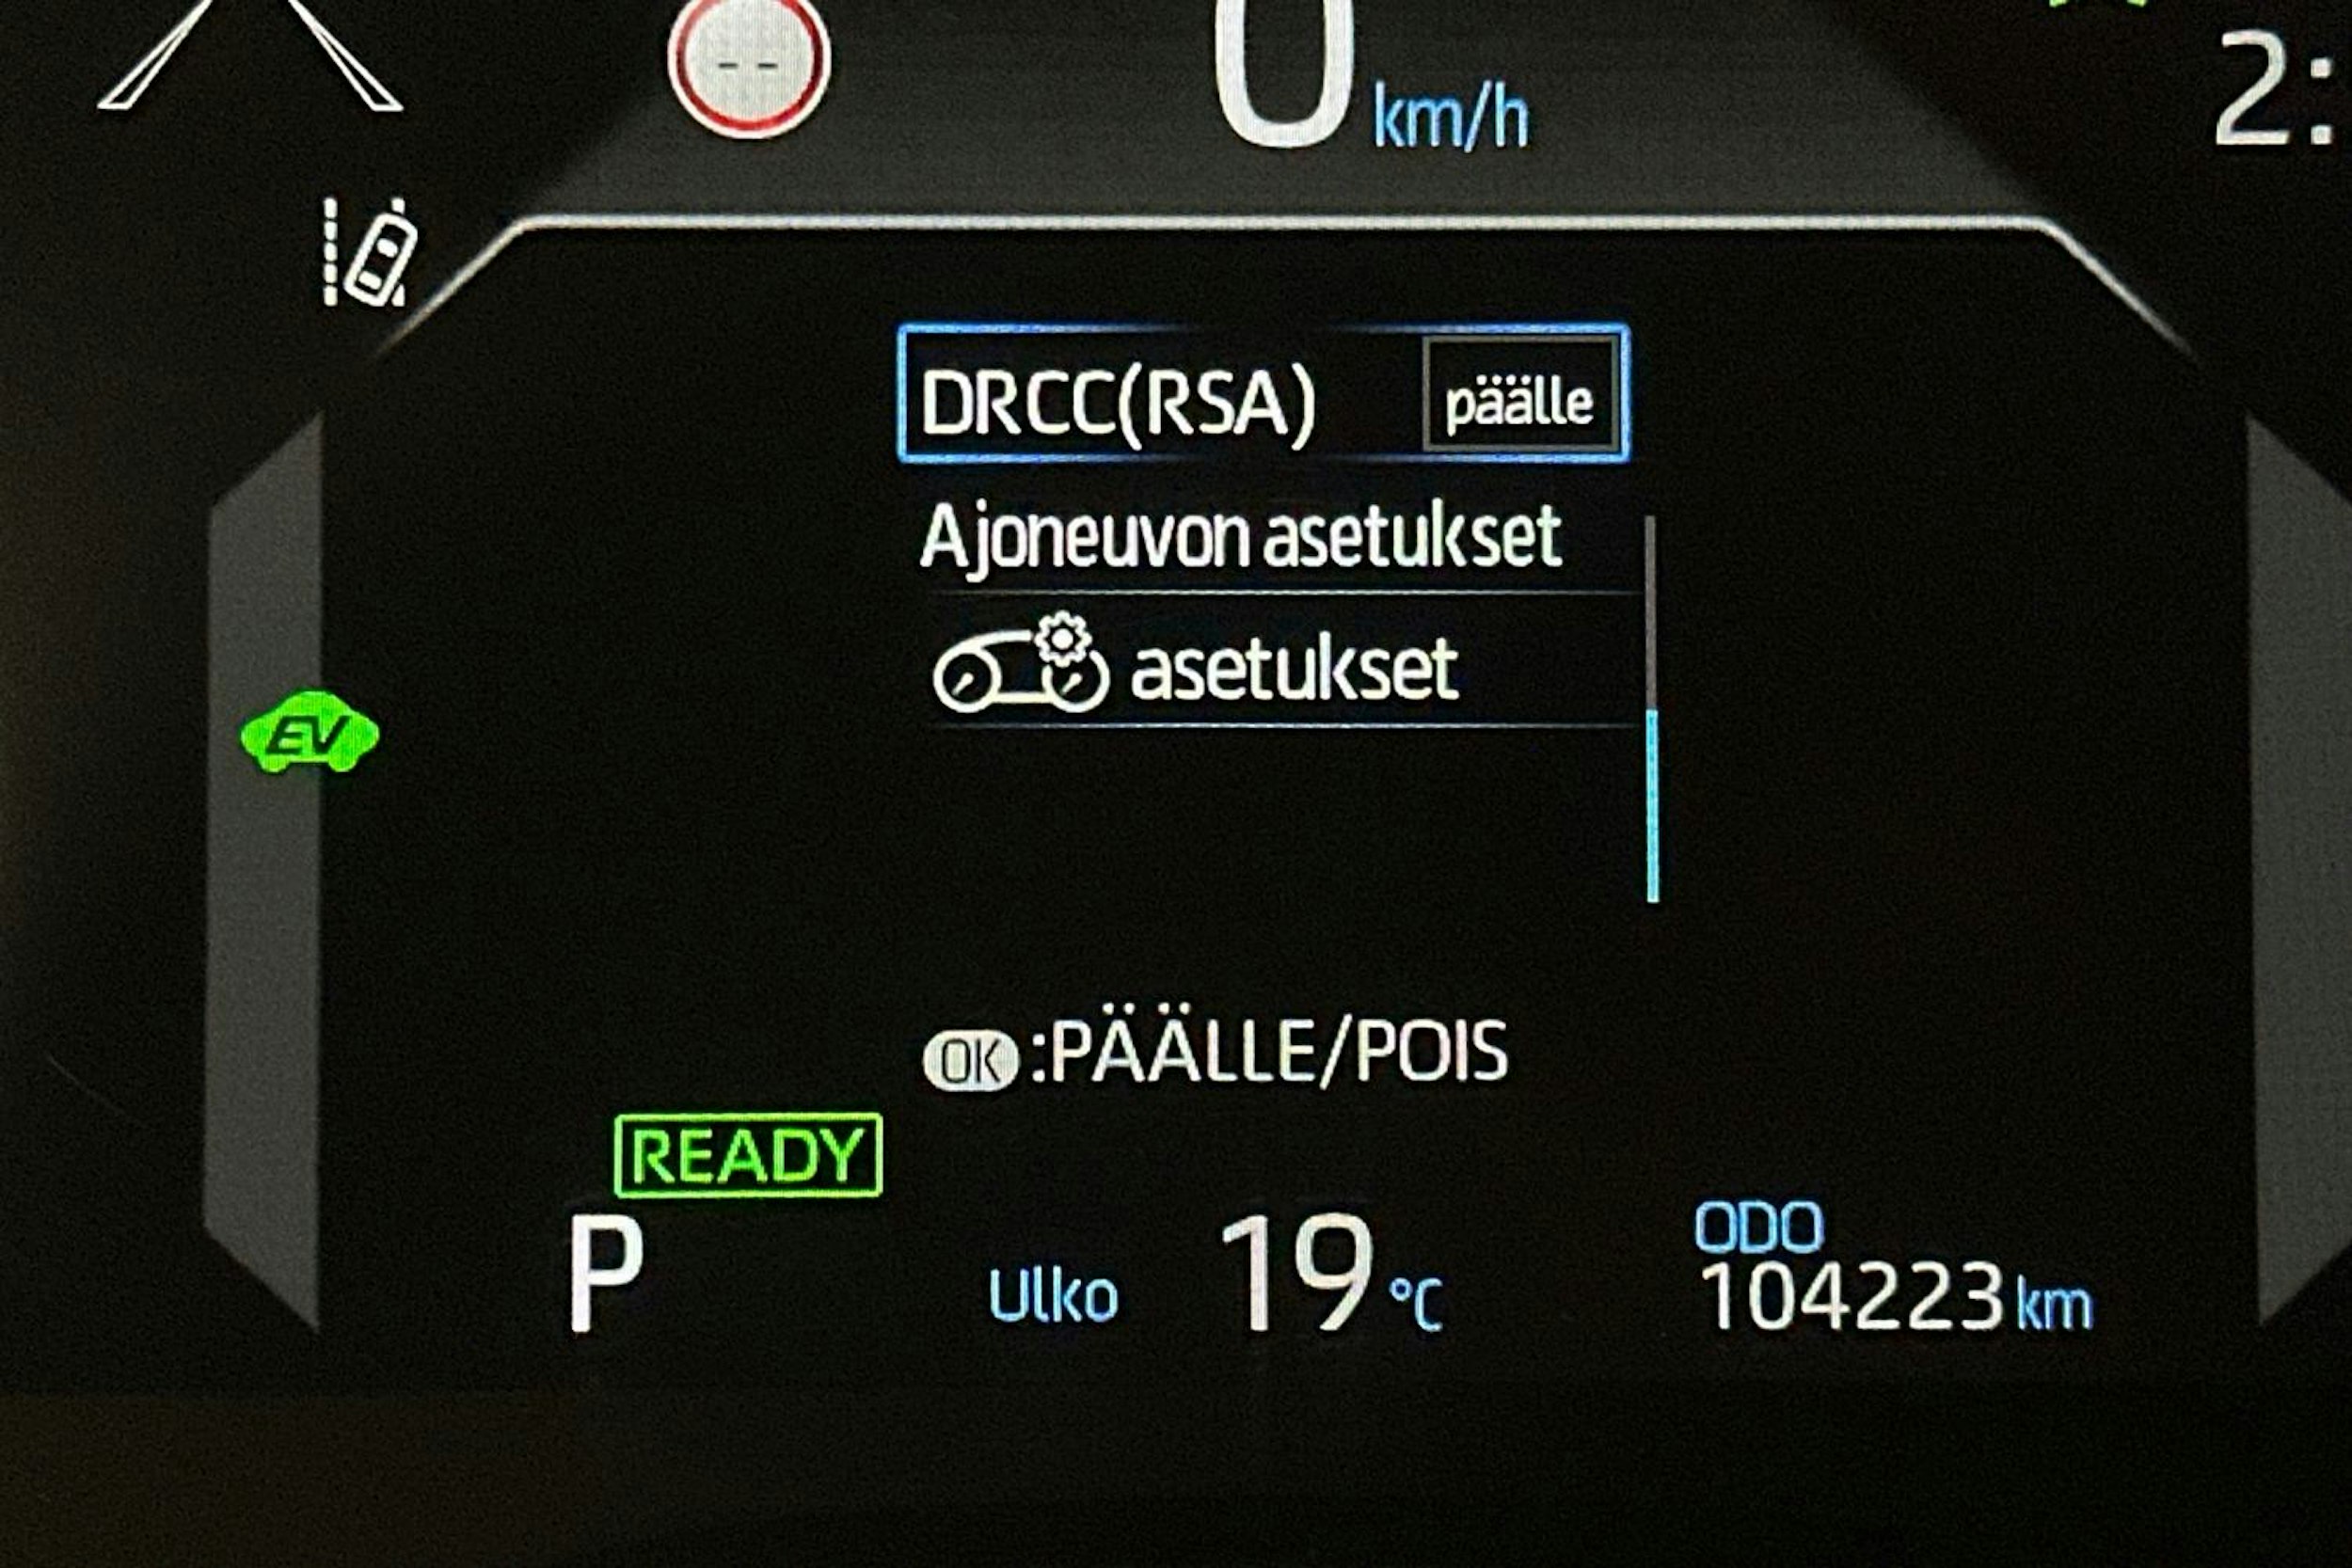 --
0 km/h
2:
DRCC(RSA) päälle
Ajoneuvon asetukset
asetukset
EV
OK :PÄÄLLE/POIS
READY
P
Ulko 19 °C
ODO
104223 km